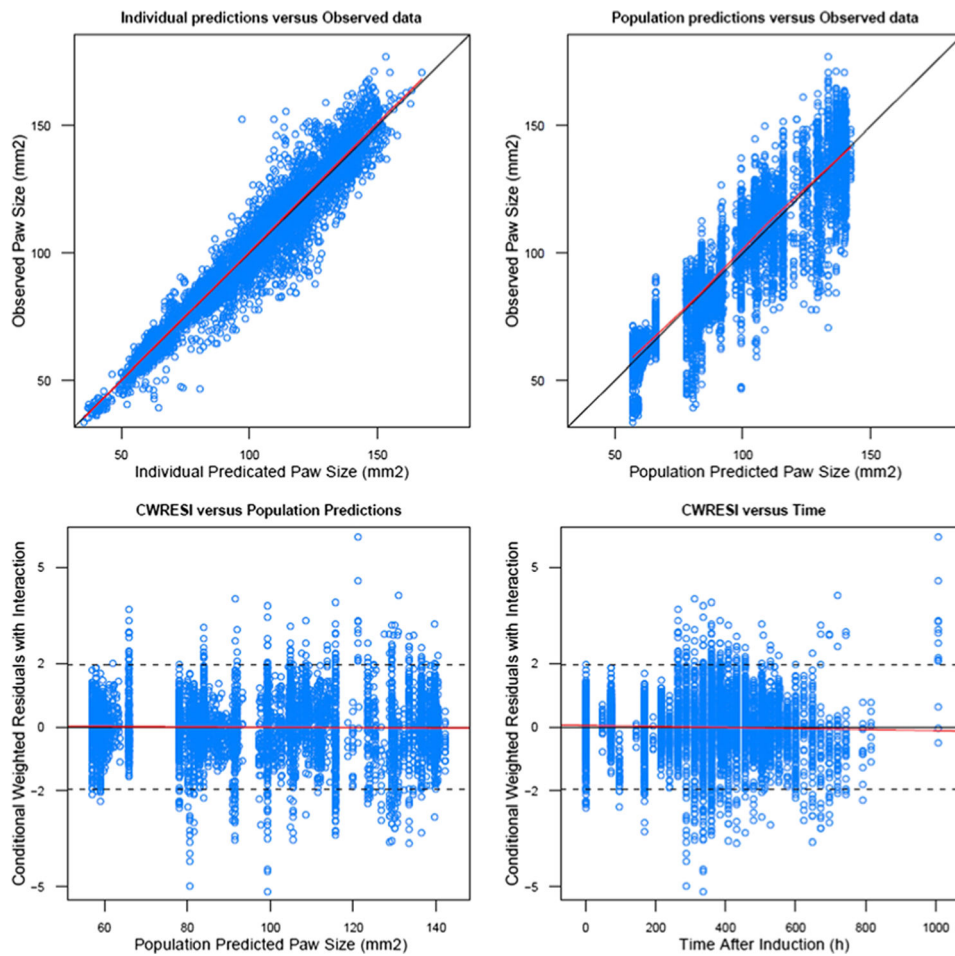 Individual predictions versus Observed data
Observed Paw Size (mm2)
150
100
50
50
100
150
Individual Predicated Paw Size (mm2)
Population predictions versus Observed data
Observed Paw Size (mm2)
150
100
50
50
100
150
Population Predicted Paw Size (mm2)
CWRESI versus Population Predictions
Conditional Weighted Residuals with Interaction
5
2
0
−2
−5
60
80
100
120
140
Population Predicted Paw Size (mm2)
CWRESI versus Time
Conditional Weighted Residuals with Interaction
5
2
0
−2
−5
0
200
400
600
800
1000
Time After Induction (h)